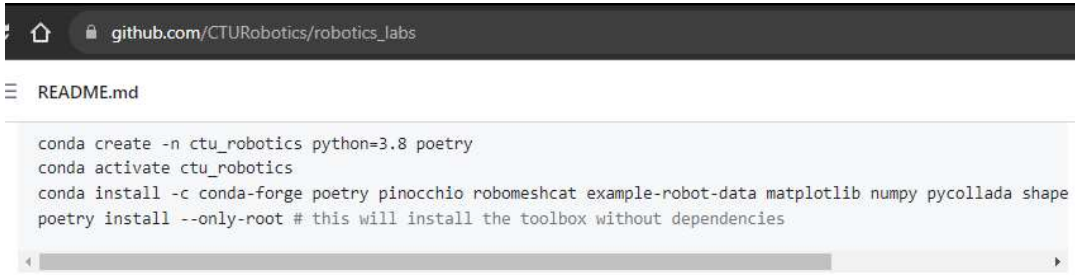 github.com/CTURobotics/robotics_labs
README.md
conda create -n ctu_robotics python=3.8 poetry
conda activate ctu_robotics
conda install -c conda-forge poetry pinocchio robomeshcat example-robot-data matplotlib numpy pycollada shape
poetry install --only-root # this will install the toolbox without dependencies